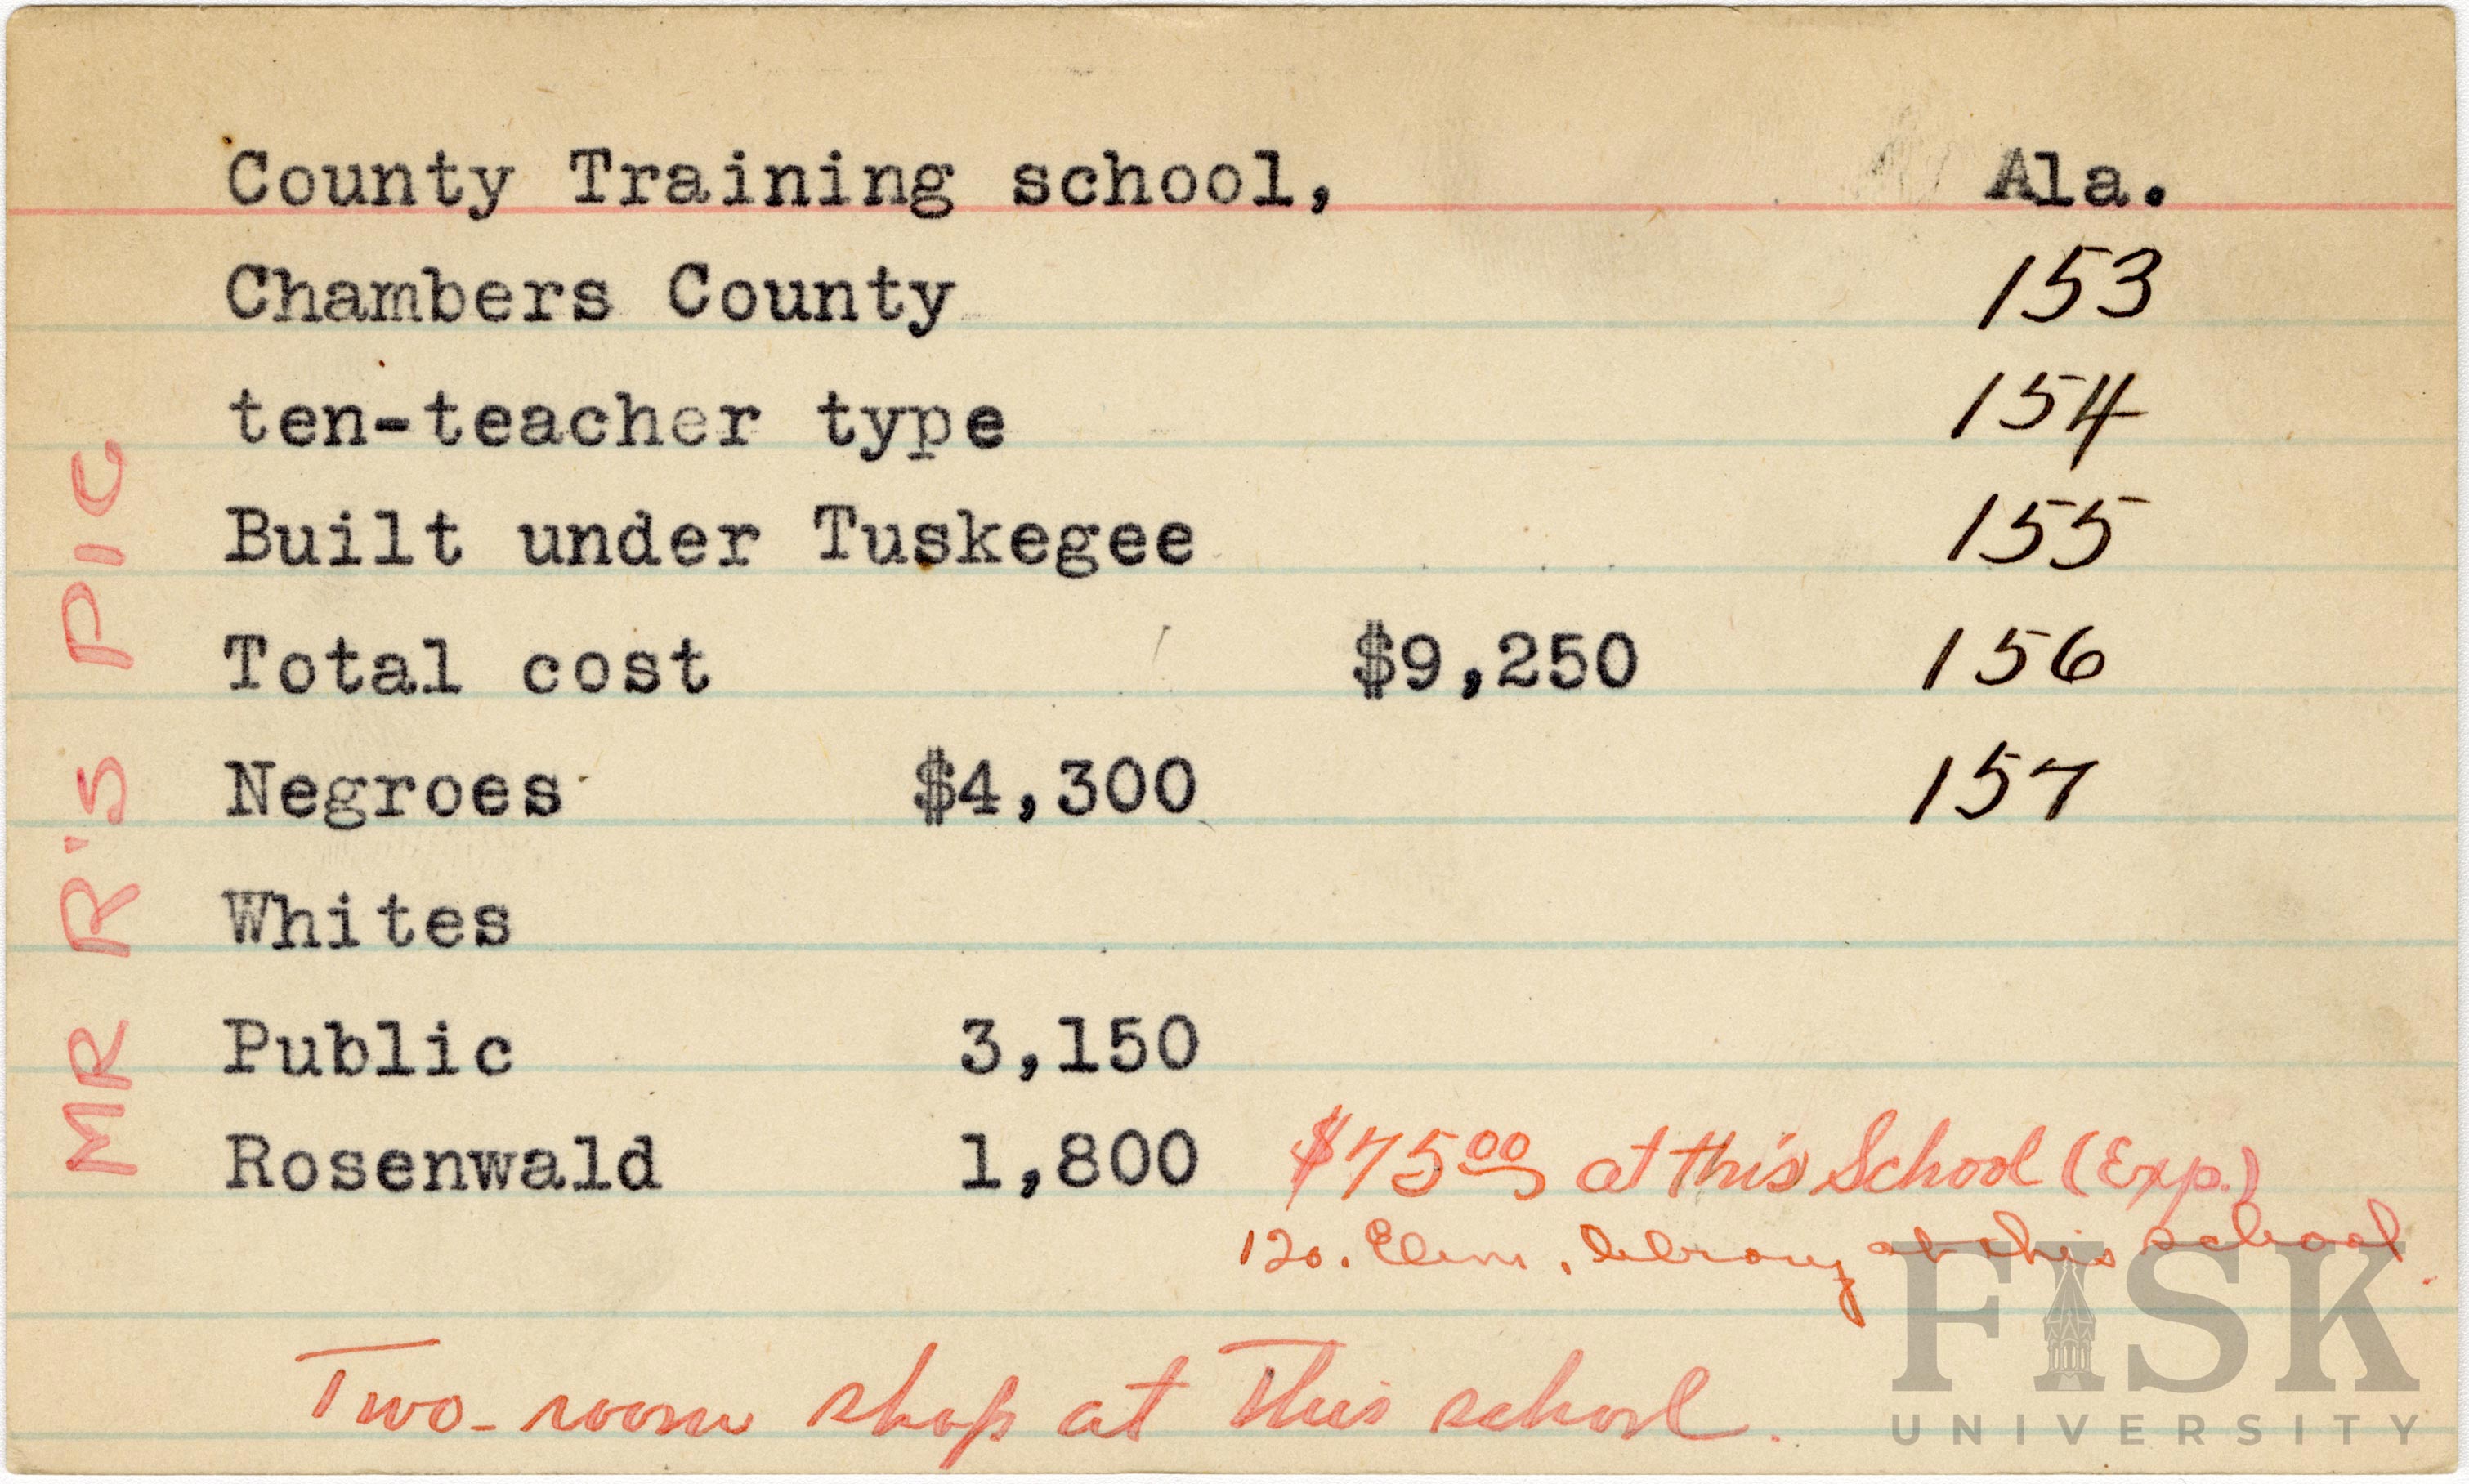 County Training school, Ala.
Chambers County 153
ten-teacher type 154
Built under Tuskegee 155
Total cost $9,250 156
Negroes $4,300 157
Whites
Public 3,150
Rosenwald 1,800 $75.00 at this School (Exp.)
120. Elem. library at this school.
Two-room shop at this school.
MR R'S PIC
FISK
UNIVERSITY